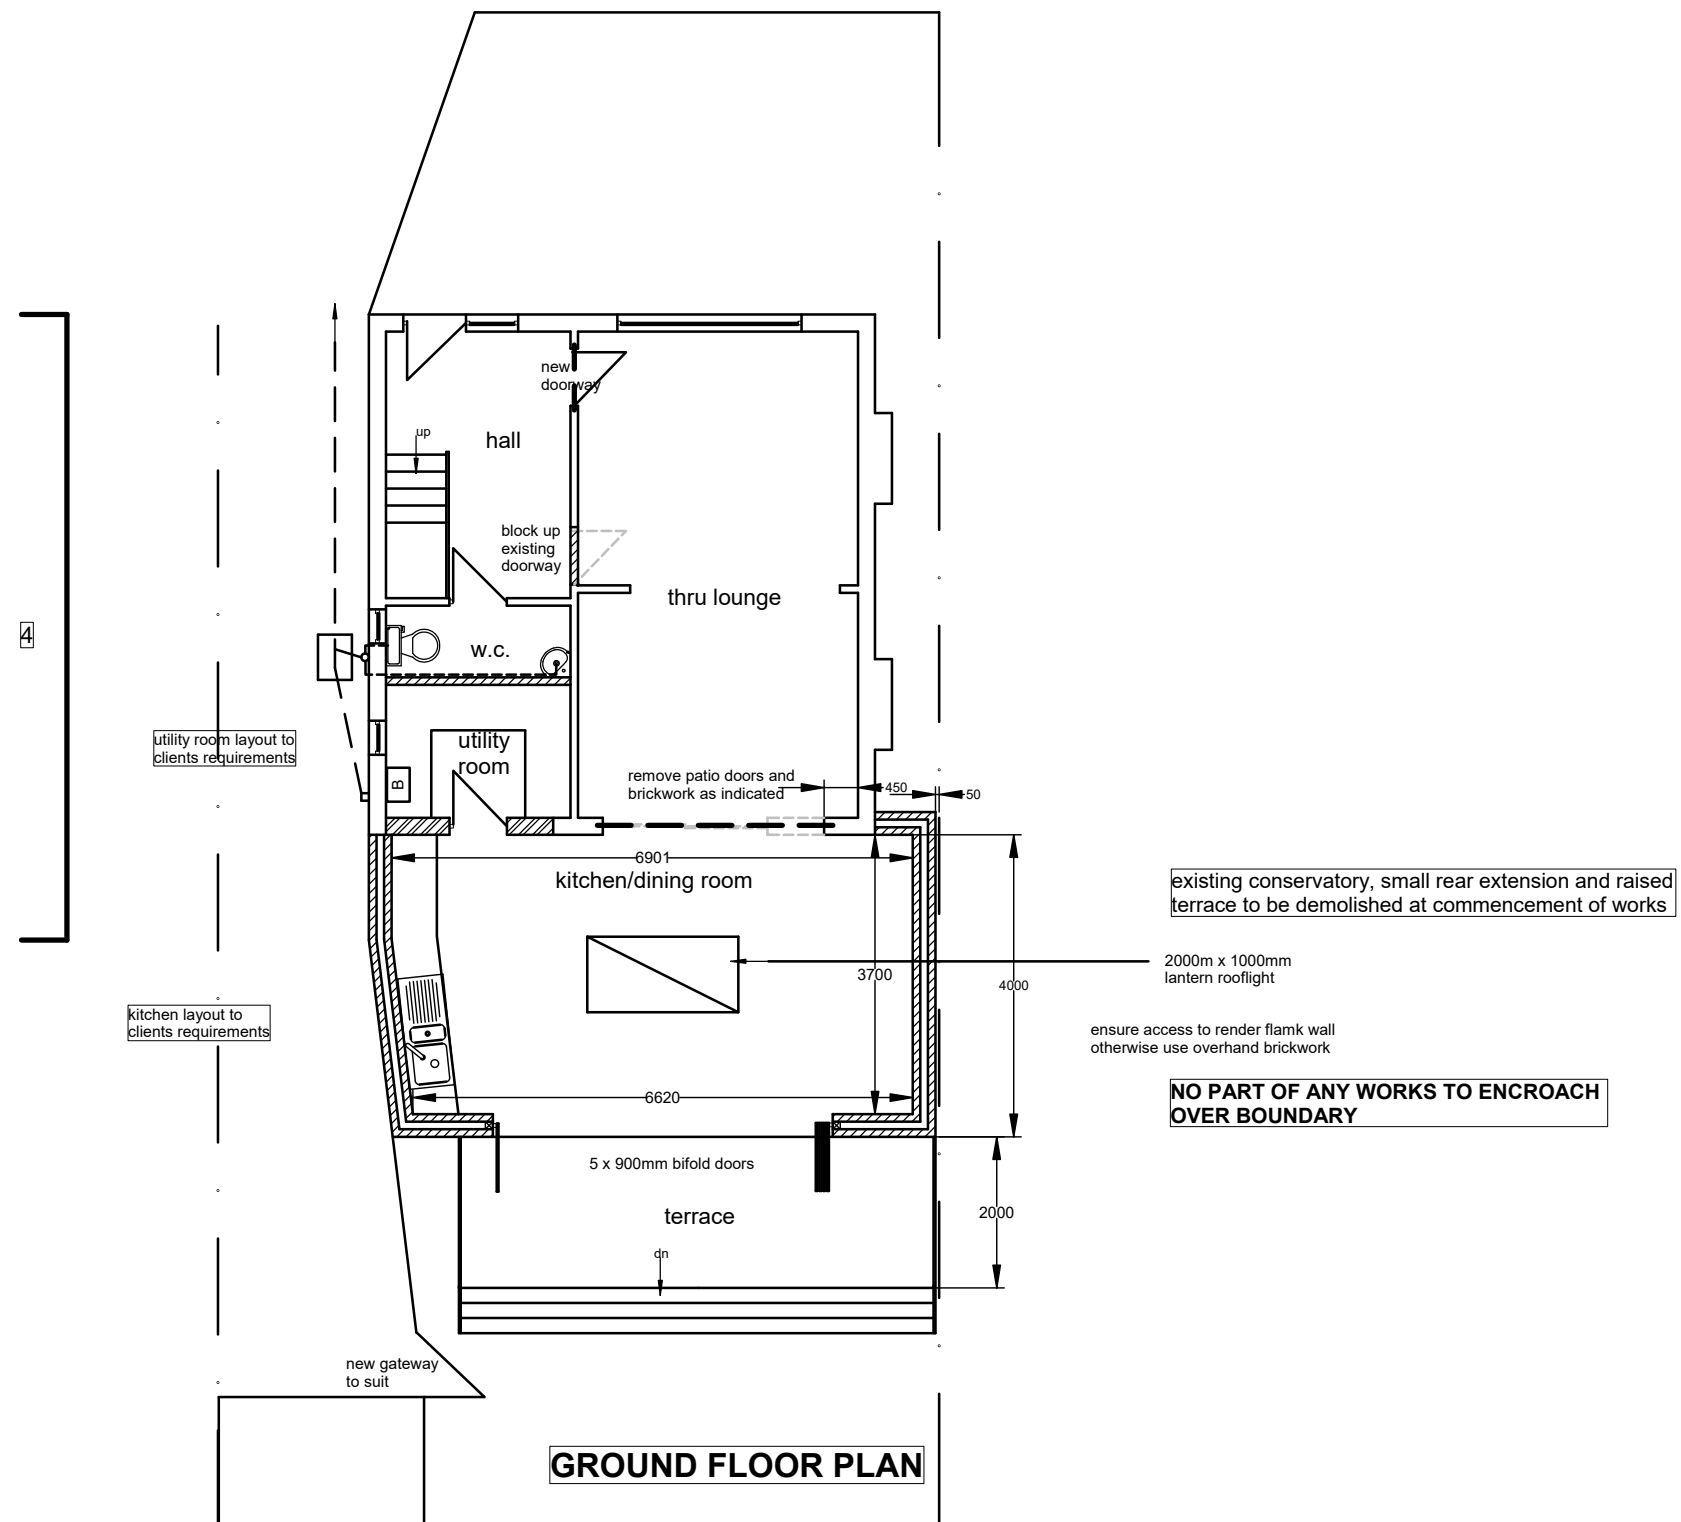 new
doorway
up
hall
block up
existing
doorway
thru lounge
4
w.c.
utility room layout to
clients requirements
utility
room
B
remove patio doors and
brickwork as indicated
450
50
6901
kitchen/dining room
existing conservatory, small rear extension and raised
terrace to be demolished at commencement of works
2000m x 1000mm
lantern rooflight
3700
4000
kitchen layout to
clients requirements
ensure access to render flamk wall
otherwise use overhand brickwork
NO PART OF ANY WORKS TO ENCROACH
OVER BOUNDARY
6620
5 x 900mm bifold doors
terrace
2000
dn
new gateway
to suit
GROUND FLOOR PLAN